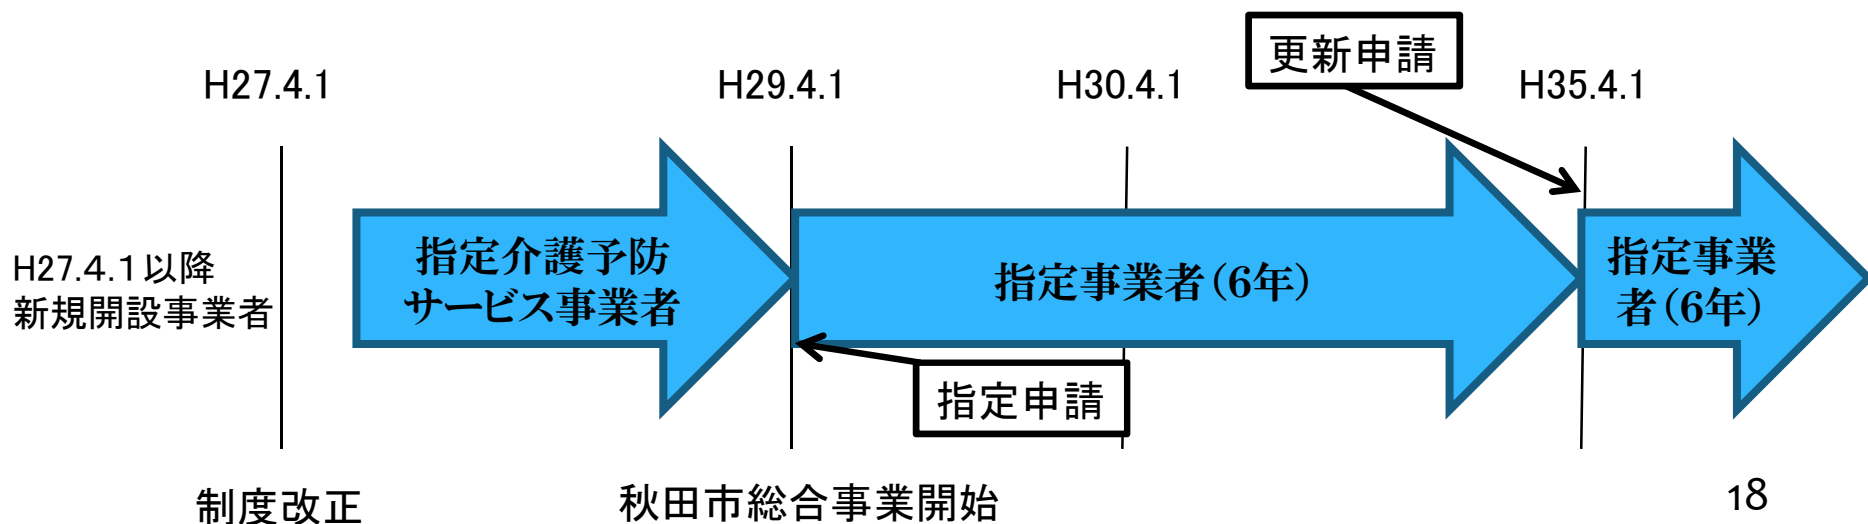 更新申請
H27.4.1
H29.4.1
H30.4.1
H35.4.1
H27.4.1以降
新規開設事業者
指定介護予防
サービス事業者
指定事業者(6年)
指定事業
者(6年)
指定申請
制度改正
秋田市総合事業開始
18